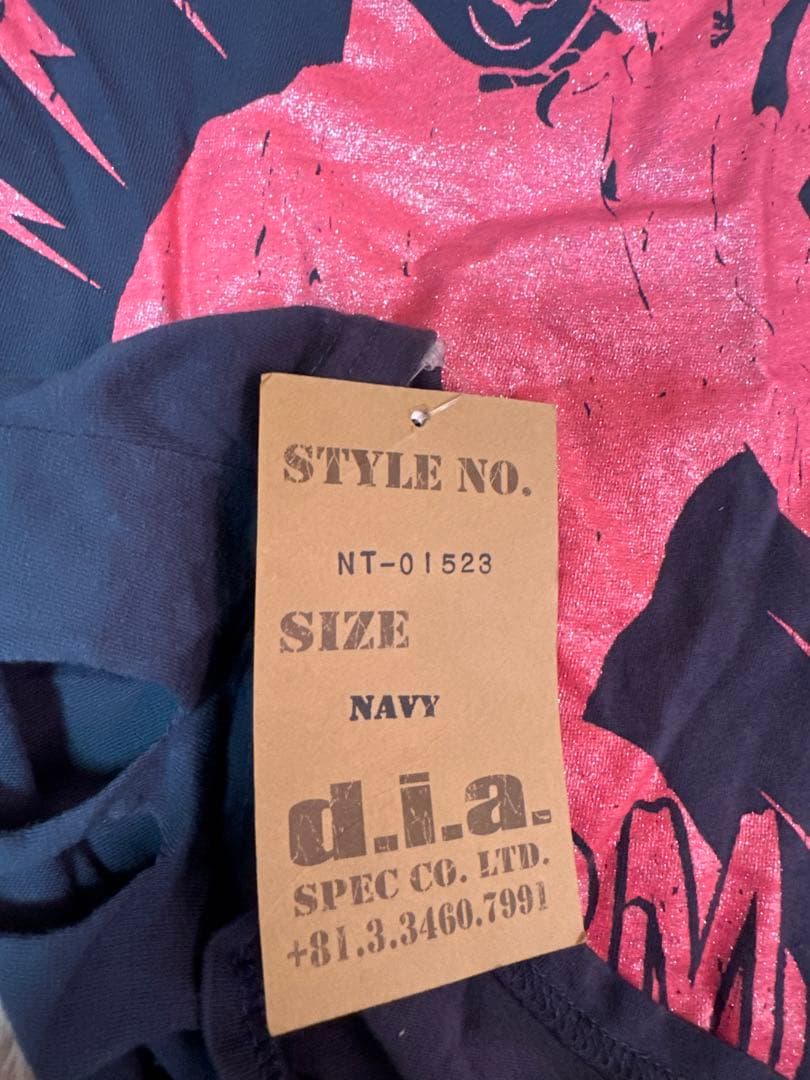 STYLE NO.
NT-01523
SIZE
NAVY
d.i.a.
SPEC CO. LTD.
+81.3.3460.7991